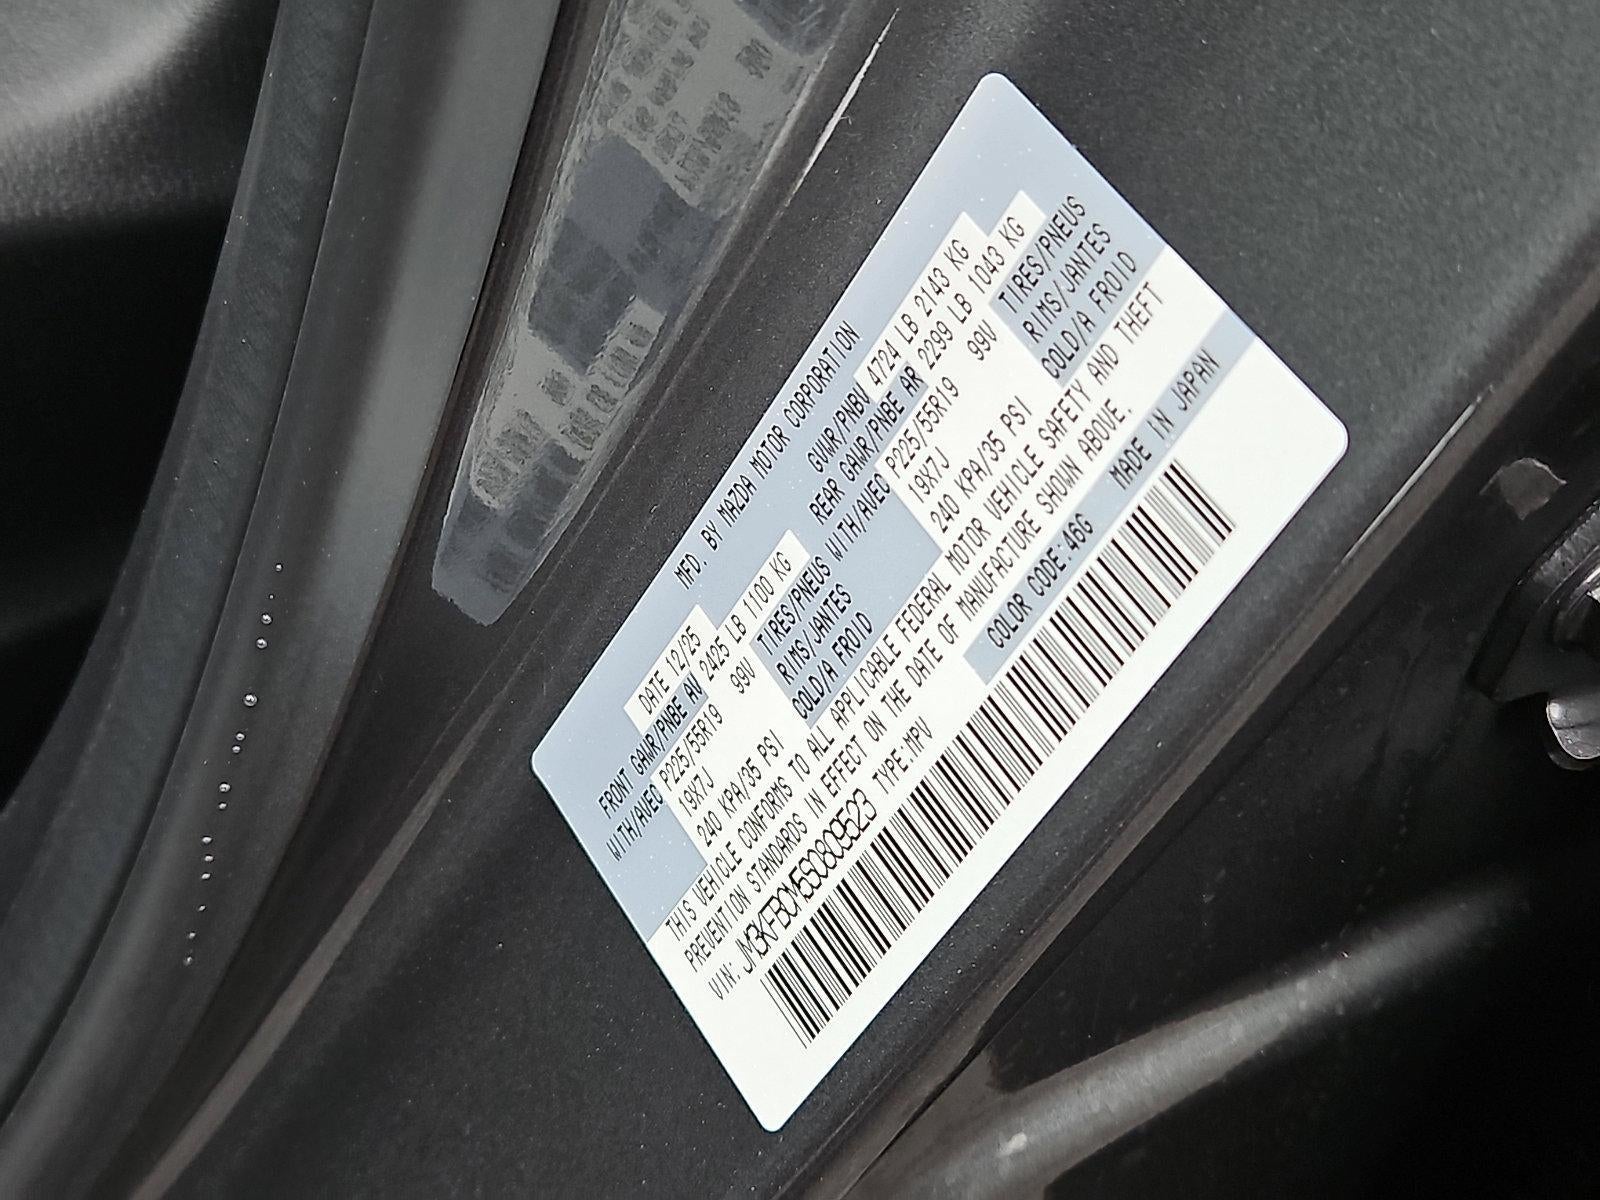 MFD. BY MAZDA MOTOR CORPORATION
DATE 12/25 GVWR/PNBV 4724 LB 2143 KG
FRONT GAWR/PNBE AV 2425 LB 1100 KG REAR GAWR/PNBE AR 2299 LB 1043 KG
WITH/AVEC P225/55R19 99V TIRES/PNEUS WITH/AVEC P225/55R19 99V TIRES/PNEUS
19X7J RIMS/JANTES 19X7J RIMS/JANTES
240 KPA/35 PSI COLD/A FROID 240 KPA/35 PSI COLD/A FROID
THIS VEHICLE CONFORMS TO ALL APPLICABLE FEDERAL MOTOR VEHICLE SAFETY AND THEFT
PREVENTION STANDARDS IN EFFECT ON THE DATE OF MANUFACTURE SHOWN ABOVE.
VIN: JM3KFBCM5S0809523 TYPE:MPV COLOR CODE:46G MADE IN JAPAN